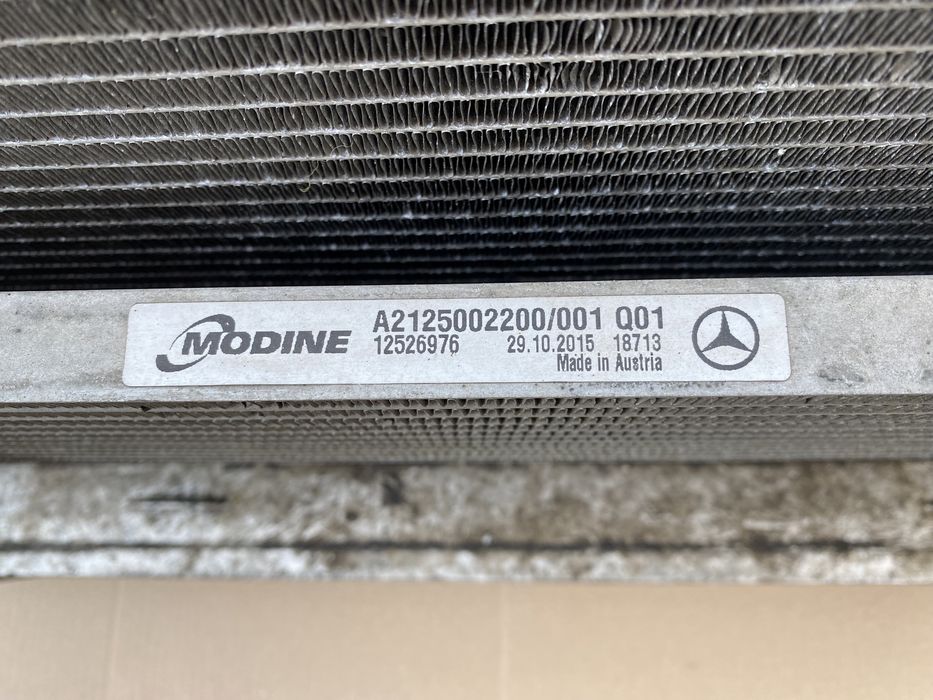 MODINE
A2125002200/001 Q01
12526976 29.10.2015 18713
Made in Austria